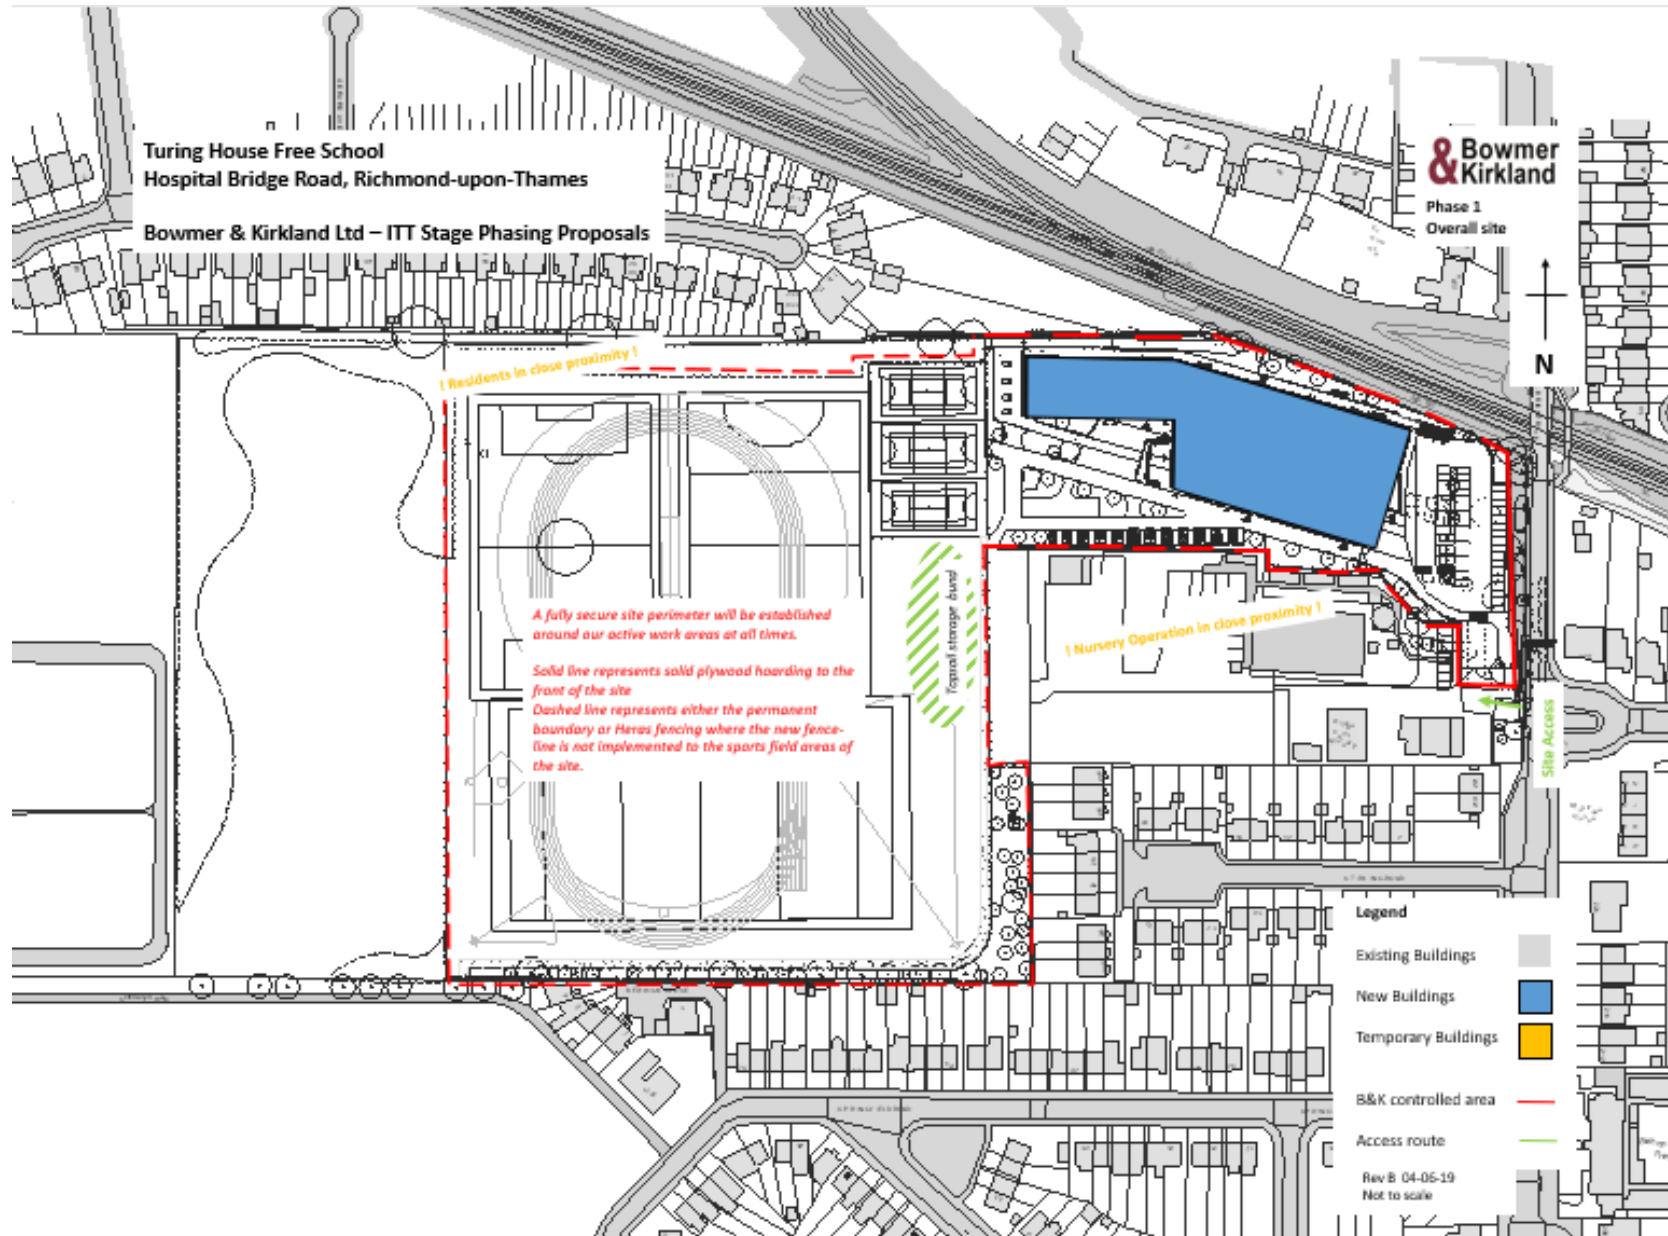 Turing House Free School
Hospital Bridge Road, Richmond-upon-Thames
Bowmer & Kirkland Ltd – ITT Stage Phasing Proposals
& Bowmer
Kirkland
Phase 1
Overall site
N
! Residents in close proximity !
A fully secure site perimeter will be established
around our active work areas at all times.
Solid line represents solid plywood hoarding to the
front of the site
Dashed line represents either the permanent
boundary or Heras fencing where the new fence-
line is not implemented to the sports field areas of
the site.
Topsoil storage bund
! Nursery Operation in close proximity !
Site Access
Legend
Existing Buildings
New Buildings
Temporary Buildings
B&K controlled area
Access route
Rev B 04-06-19
Not to scale